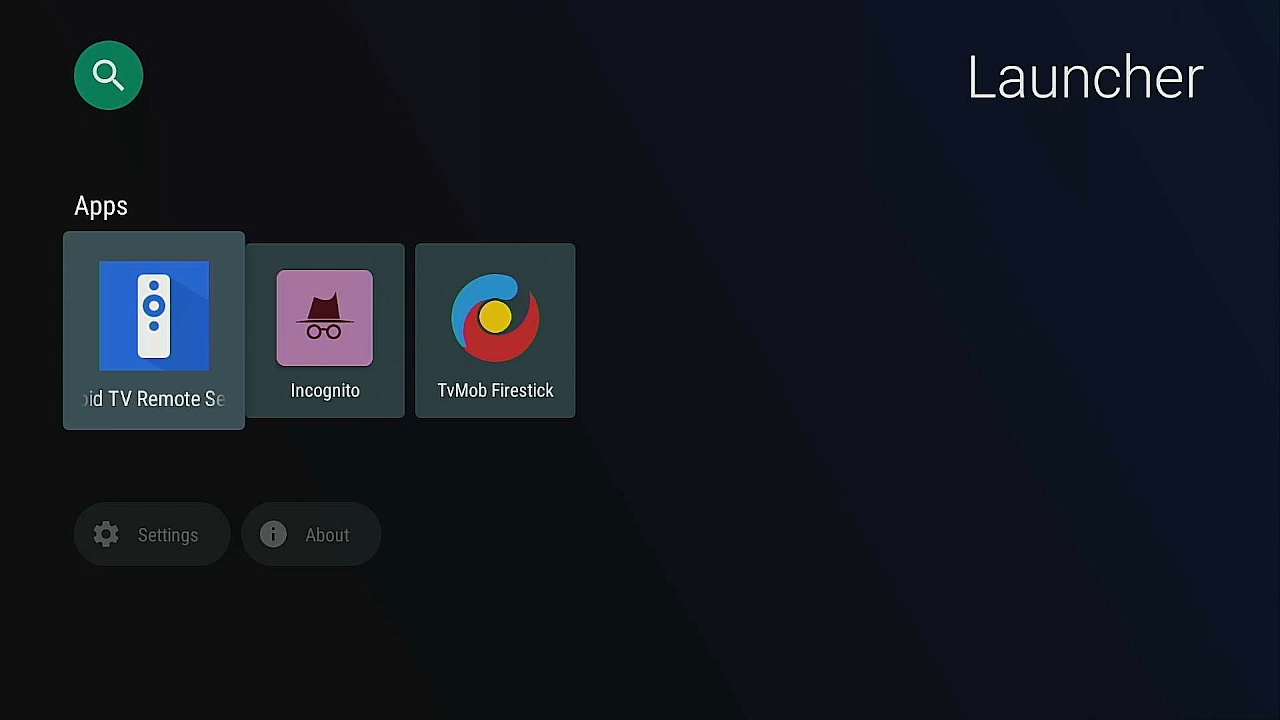 Launcher
Apps
oid TV Remote Se
Incognito
TvMob Firestick
Settings
About